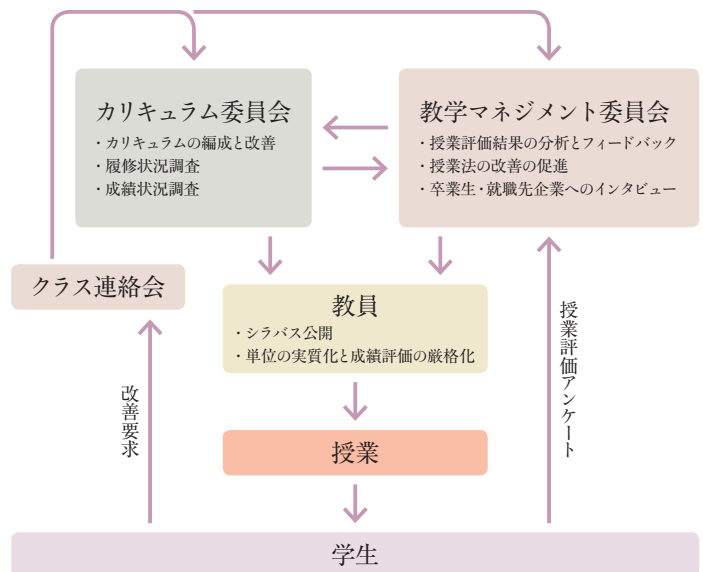 カリキュラム委員会
・カリキュラムの編成と改善
・履修状況調査
・成績状況調査
教学マネジメント委員会
・授業評価結果の分析とフィードバック
・授業法の改善の促進
・卒業生・就職先企業へのインタビュー
クラス連絡会
教員
・シラバス公開
・単位の実質化と成績評価の厳格化
授業評価アンケート
改善要求
授業
学生